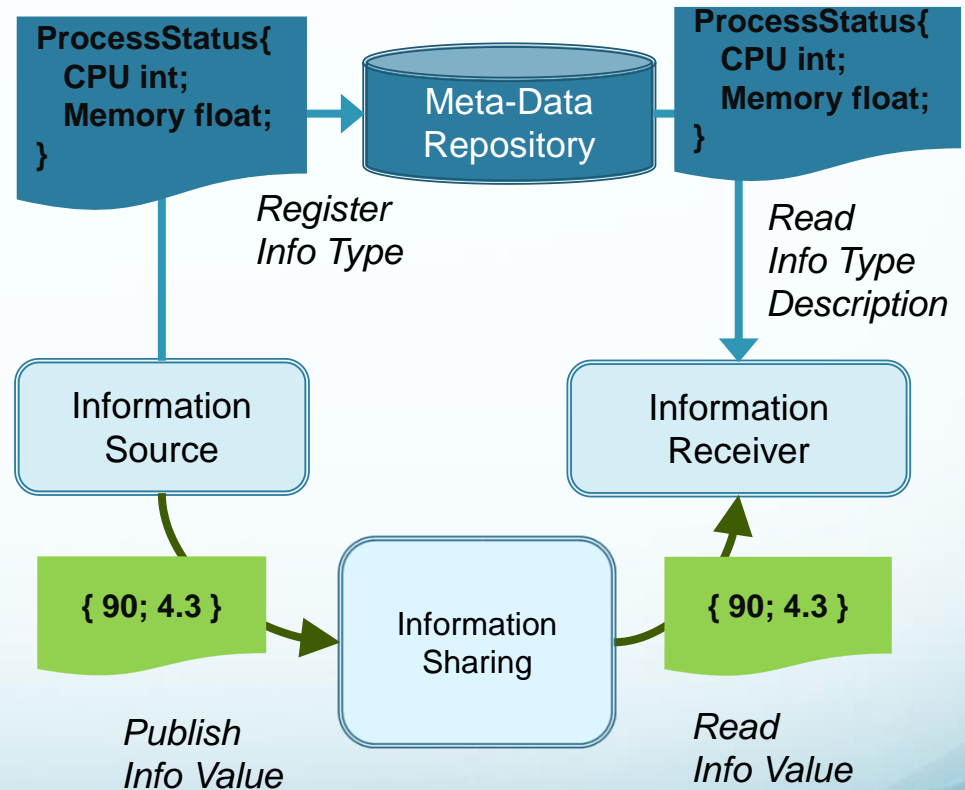 ProcessStatus{
CPU int;
Memory float;
}
Meta-Data
Repository
ProcessStatus{
CPU int;
Memory float;
}
Register
Info Type
Read
Info Type
Description
Information
Source
Information
Receiver
{ 90; 4.3 }
Information
Sharing
{ 90; 4.3 }
Publish
Info Value
Read
Info Value